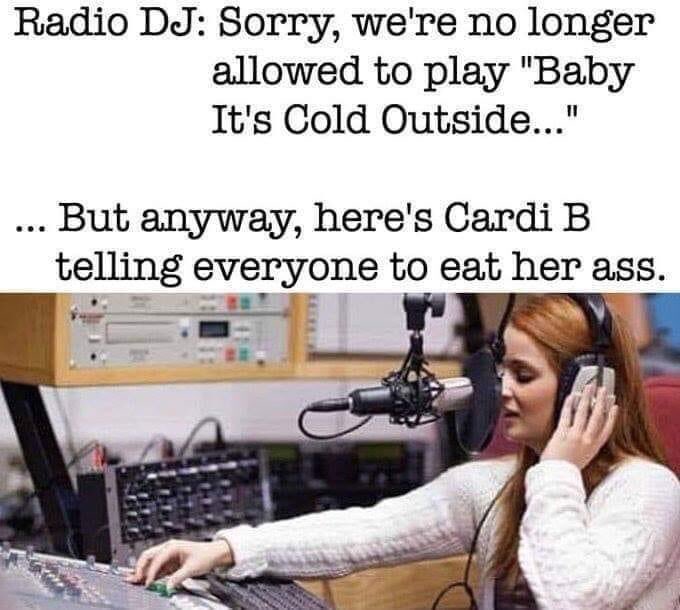 Radio DJ: Sorry, we're no longer
allowed to play "Baby
It's Cold Outside..."
... But anyway, here's Cardi B
telling everyone to eat her ass.